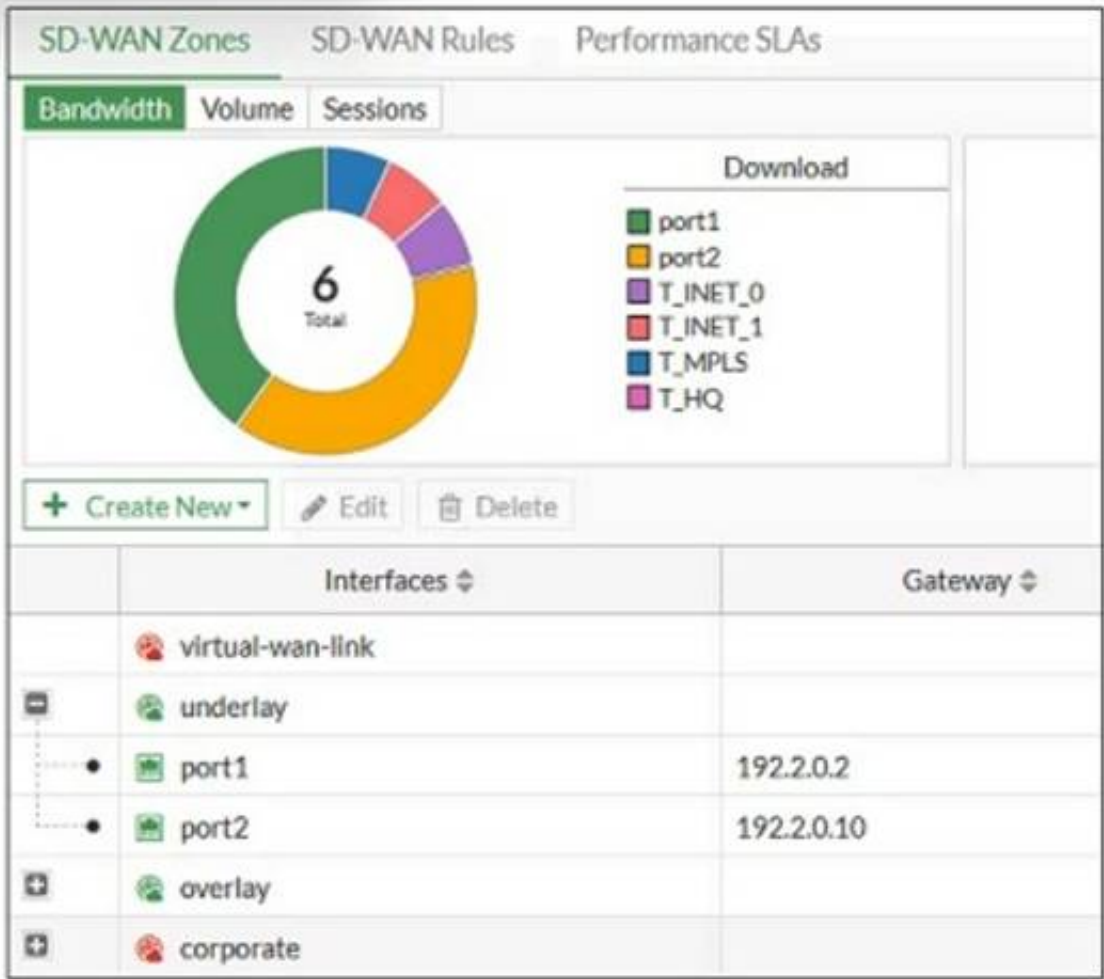 SD-WAN Zones SD-WAN Rules Performance SLAs
Bandwidth Volume Sessions
6
Total
Download
port1
port2
T_INET_0
T_INET_1
T_MPLS
T_HQ
+ Create New Edit Delete
Interfaces Gateway
virtual-wan-link
underlay
port1 192.2.0.2
port2 192.2.0.10
overlay
corporate